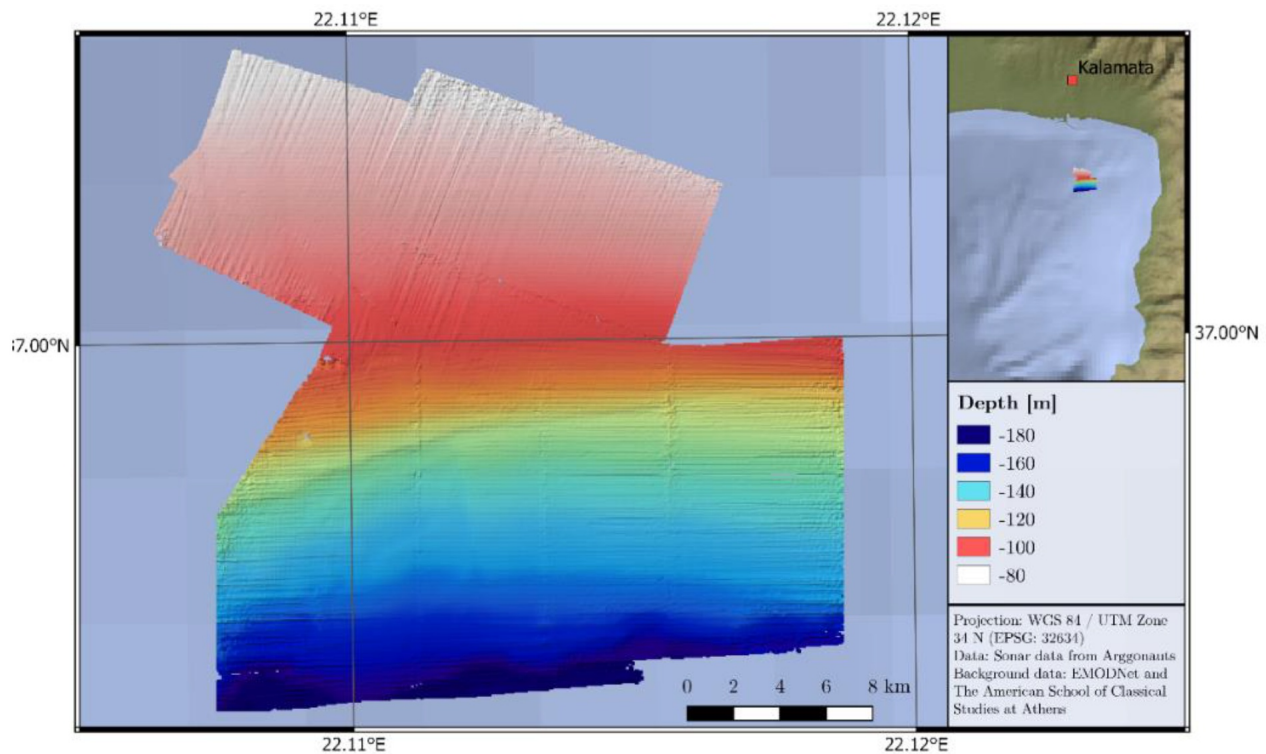 22.11°E 22.12°E
Kalamata
37.00°N 37.00°N
Depth [m]
-180
-160
-140
-120
-100
-80
Projection: WGS 84 / UTM Zone
34 N (EPSG: 32634)
Data: Sonar data from Arggonauts
Background data: EMODNet and
The American School of Classical
Studies at Athens
0 2 4 6 8 km
22.11°E 22.12°E